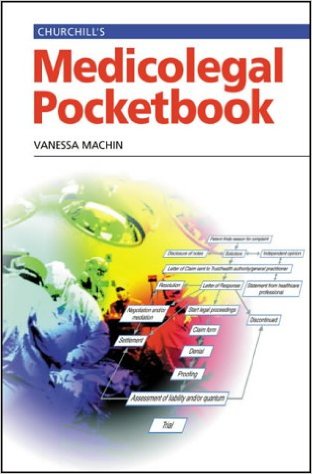 CHURCHILL'S
Medicolegal
Pocketbook
VANESSA MACHIN
Patient finds reason for complaint
Disclosure of notes
Solicitors
Independent opinion
Letter of Claim sent to Trust/health authority/general practitioner
Resolution
Letter of Response
Statement from healthcare
professional
Negotiation and/or
mediation
Start legal proceedings
Discontinued
Claim form
Settlement
Denial
Proofing
Assessment of liability and/or quantum
Trial